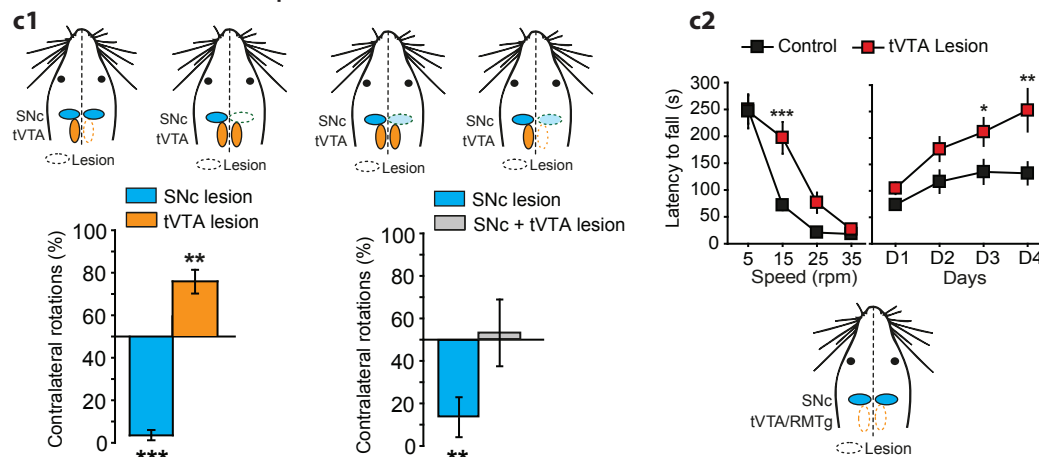 c1
SNc
tVTA
Lesion
SNc
tVTA
Lesion
SNc
tVTA
Lesion
SNc
tVTA
Lesion
SNc lesion
tVTA lesion
Contralateral rotations (%)
100
80
60
40
20
0
**
***
SNc lesion
SNc + tVTA lesion
Contralateral rotations (%)
100
80
60
40
20
0
**
c2
Control
tVTA Lesion
Latency to fall (s)
300
250
200
150
100
50
0
***
*
**
5 15 25 35
Speed (rpm)
D1 D2 D3 D4
Days
SNc
tVTA/RMTg
Lesion